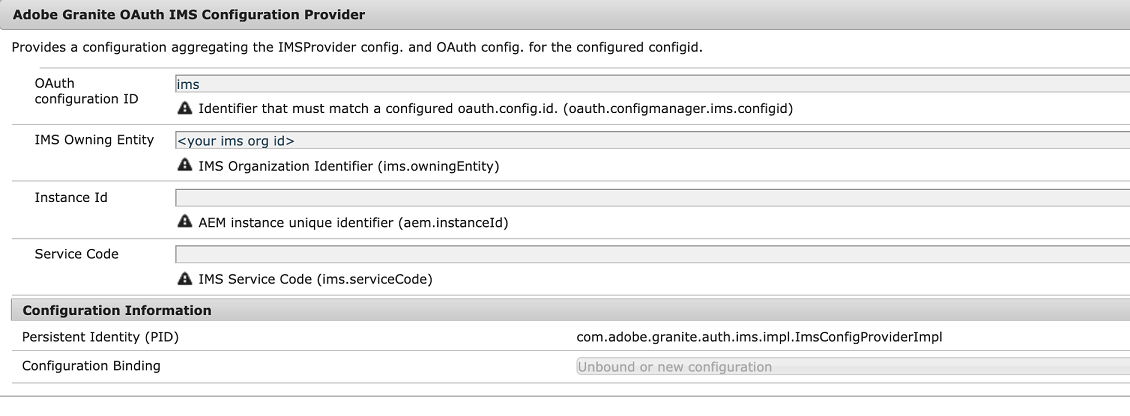 Adobe Granite OAuth IMS Configuration Provider
Provides a configuration aggregating the IMSProvider config. and OAuth config. for the configured configid.
OAuth configuration ID
ims
Identifier that must match a configured oauth.config.id. (oauth.configmanager.ims.configid)
IMS Owning Entity
<your ims org id>
IMS Organization Identifier (ims.owningEntity)
Instance Id
AEM instance unique identifier (aem.instanceId)
Service Code
IMS Service Code (ims.serviceCode)
Configuration Information
Persistent Identity (PID) com.adobe.granite.auth.ims.impl.ImsConfigProviderImpl
Configuration Binding Unbound or new configuration